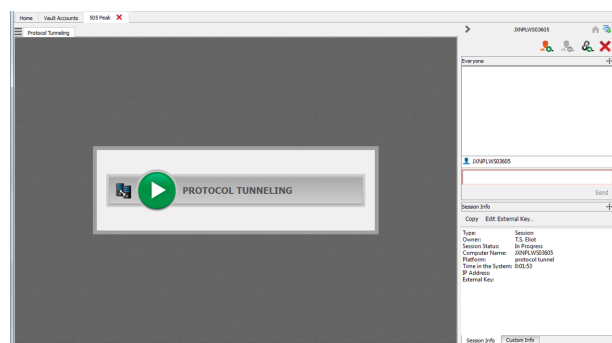 Home Vault Accounts 505 Peak
JXNPLWS03605
Protocol Tunneling
Everyone
PROTOCOL TUNNELING
JXNPLWS03605
Send
Session Info
Copy Edit External Key...
Type: Session
Owner: T.S. Eliot
Session Status: In Progress
Computer Name: JXNPLWS03605
Platform: protocol tunnel
Time in the System: 0:01:53
IP Address:
External Key:
Session Info Custom Info